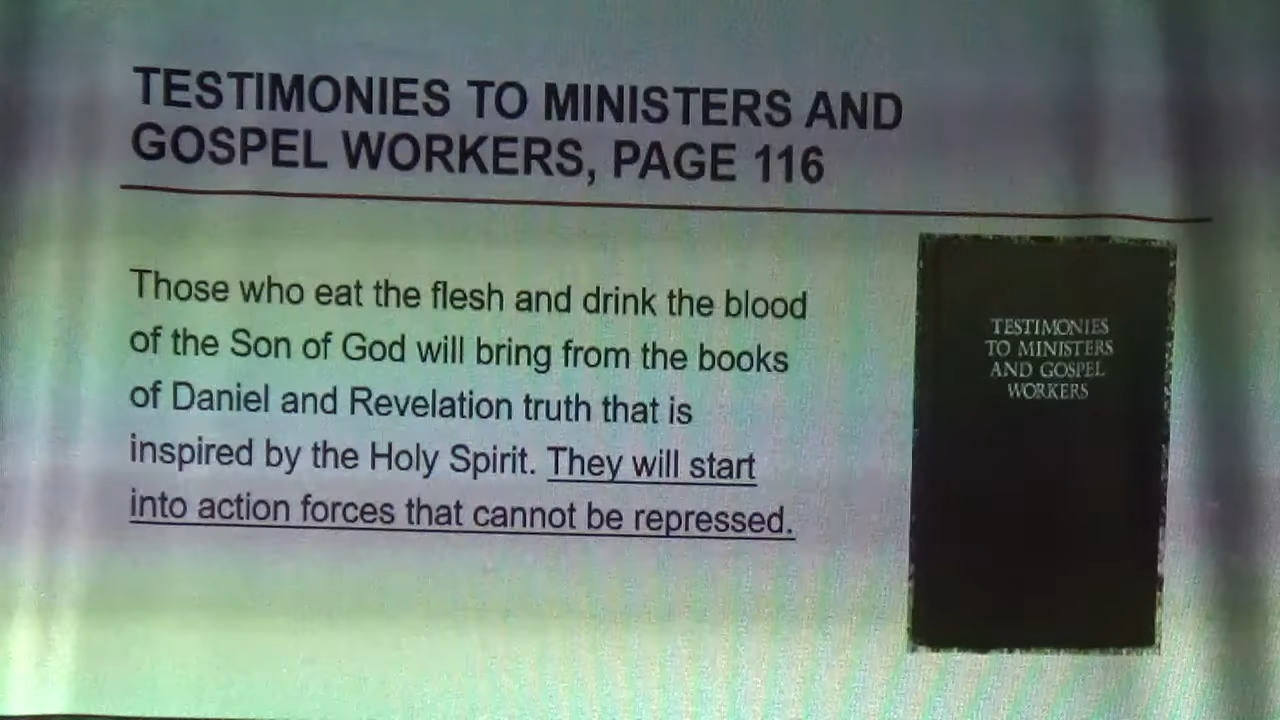 TESTIMONIES TO MINISTERS AND
GOSPEL WORKERS, PAGE 116
Those who eat the flesh and drink the blood
of the Son of God will bring from the books
of Daniel and Revelation truth that is
inspired by the Holy Spirit. They will start
into action forces that cannot be repressed.
TESTIMONIES
TO MINISTERS
AND GOSPEL
WORKERS